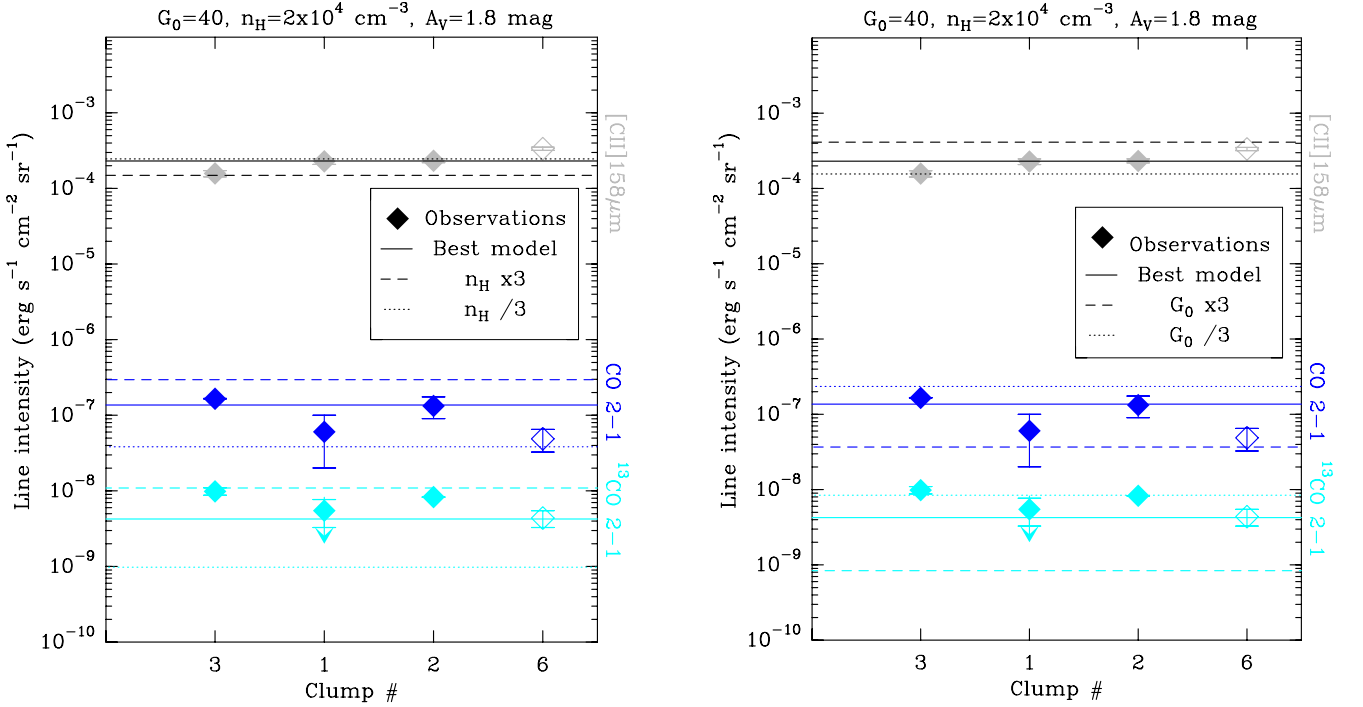 G₀=40, n_H=2x10⁴ cm⁻³, A_V=1.8 mag
Line intensity (erg s⁻¹ cm⁻² sr⁻¹)
10⁻³
10⁻⁴
10⁻⁵
10⁻⁶
10⁻⁷
10⁻⁸
10⁻⁹
10⁻¹⁰
Observations
Best model
n_H x3
n_H /3
[CII]158μm
CO 2-1
¹³CO 2-1
3 1 2 6
Clump #
G₀=40, n_H=2x10⁴ cm⁻³, A_V=1.8 mag
Line intensity (erg s⁻¹ cm⁻² sr⁻¹)
10⁻³
10⁻⁴
10⁻⁵
10⁻⁶
10⁻⁷
10⁻⁸
10⁻⁹
10⁻¹⁰
Observations
Best model
G₀ x3
G₀ /3
[CII]158μm
CO 2-1
¹³CO 2-1
3 1 2 6
Clump #